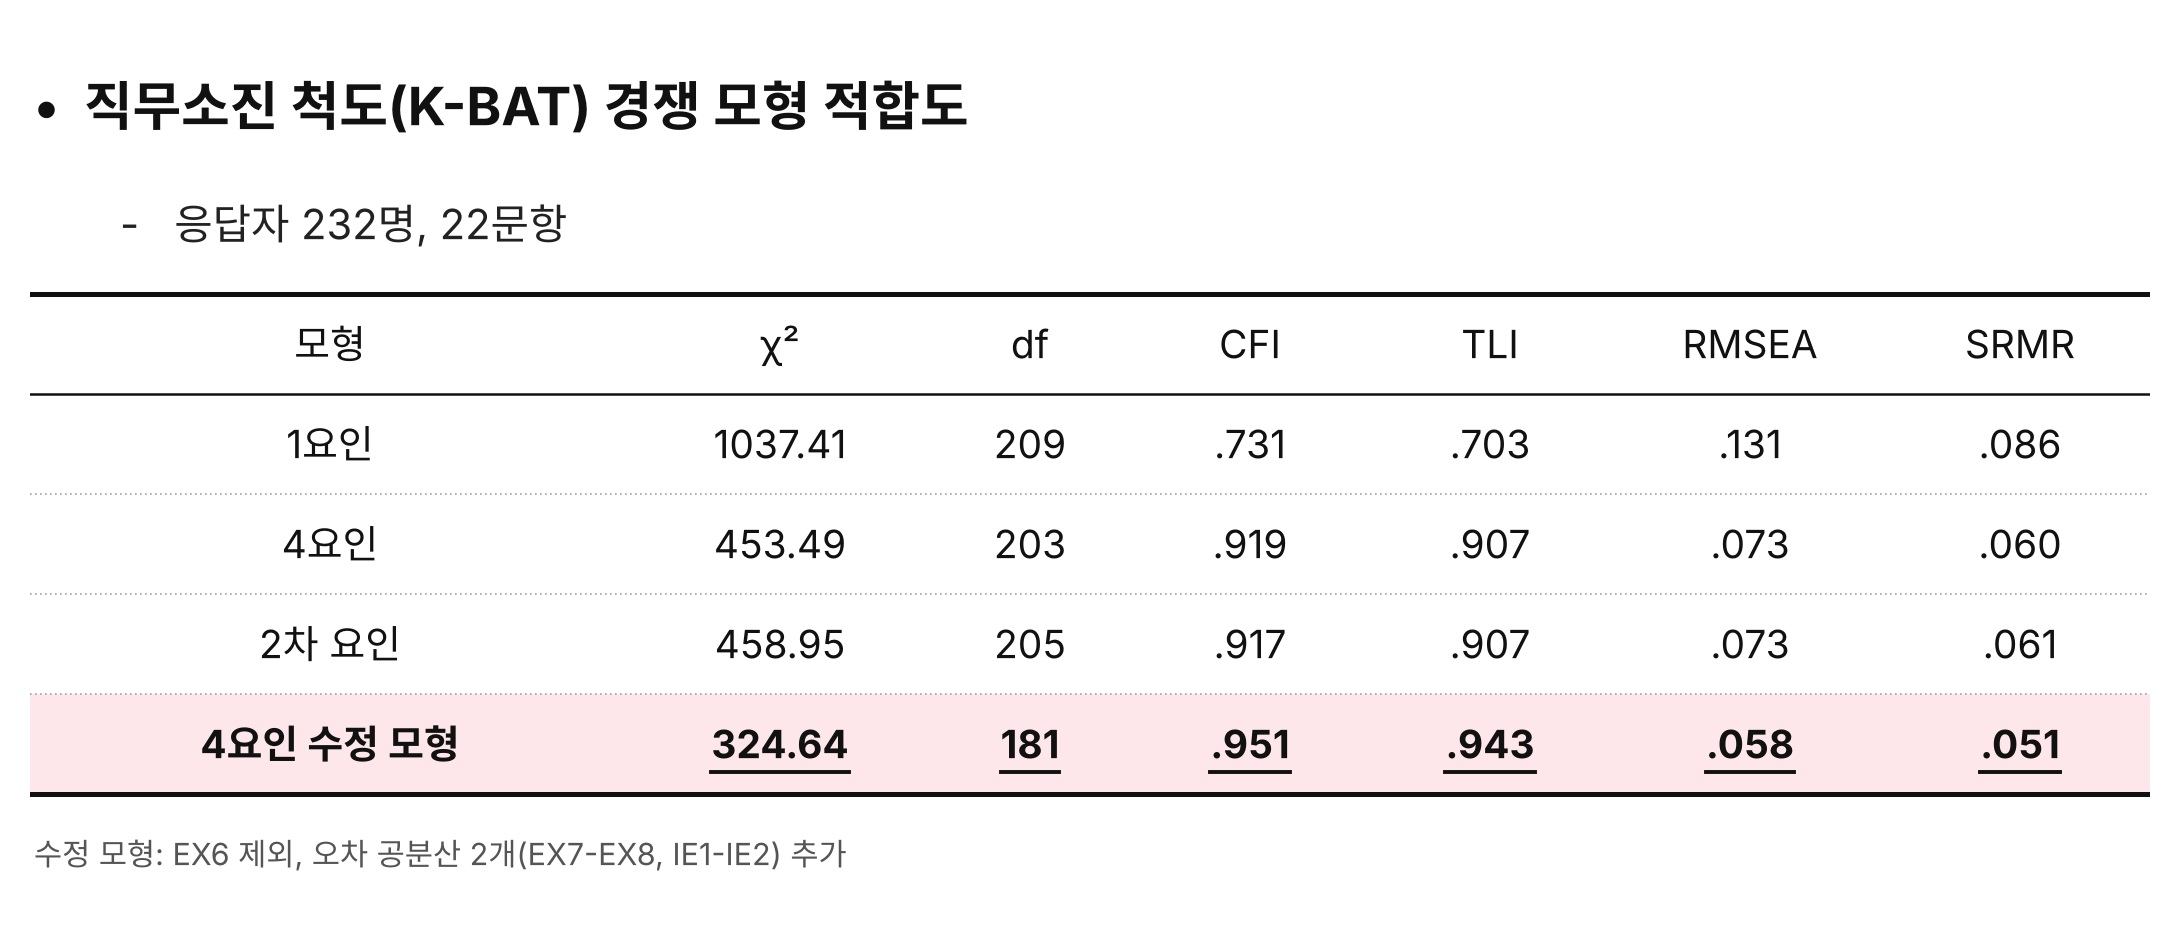 • 직무소진 척도(K-BAT) 경쟁 모형 적합도
- 응답자 232명, 22문항
모형 χ² df CFI TLI RMSEA SRMR
1요인 1037.41 209 .731 .703 .131 .086
4요인 453.49 203 .919 .907 .073 .060
2차 요인 458.95 205 .917 .907 .073 .061
4요인 수정 모형 324.64 181 .951 .943 .058 .051
수정 모형: EX6 제외, 오차 공분산 2개(EX7-EX8, IE1-IE2) 추가